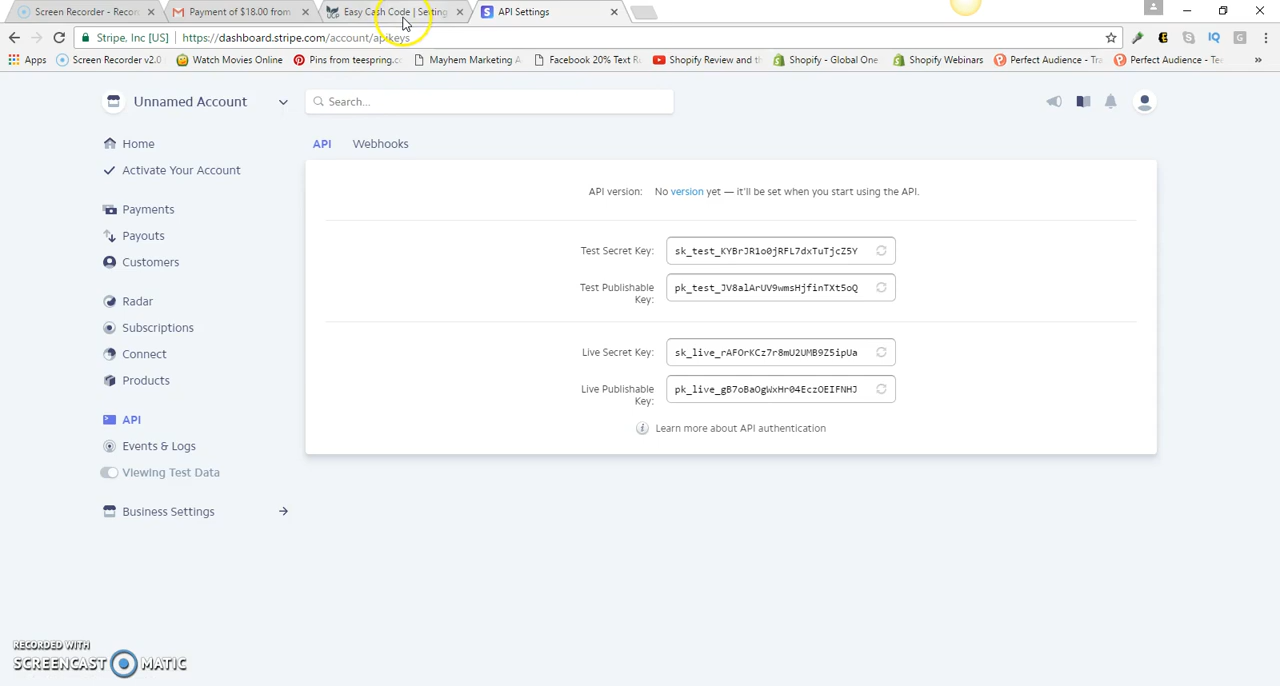 Screen Recorder - Recor
Payment of $18.00 from
Easy Cash Code | Setting
API Settings
Stripe, Inc [US]
https://dashboard.stripe.com/account/apikeys
Apps
Screen Recorder v2.0
Watch Movies Online
Pins from teespring.co
Mayhem Marketing A
Facebook 20% Text R
Shopify Review and th
Shopify - Global One
Shopify Webinars
Perfect Audience - Tra
Perfect Audience - Tee
»
Unnamed Account
Search...
Home
Activate Your Account
Payments
Payouts
Customers
Radar
Subscriptions
Connect
Products
API
Events & Logs
Viewing Test Data
Business Settings
API
Webhooks
API version: No version yet — it'll be set when you start using the API.
Test Secret Key: sk_test_KYBrJR1o0jRFL7dxTuTjcZ5Y
Test Publishable
Key:
pk_test_JV8alArUV9wmsHjfinTXt5oQ
Live Secret Key: sk_live_rAFOrKCz7r8mU2UMB9Z5ipUa
Live Publishable
Key:
pk_live_gB7oBaOgWxHr04EczOEIFNHJ
Learn more about API authentication
RECORDED WITH
SCREENCAST MATIC